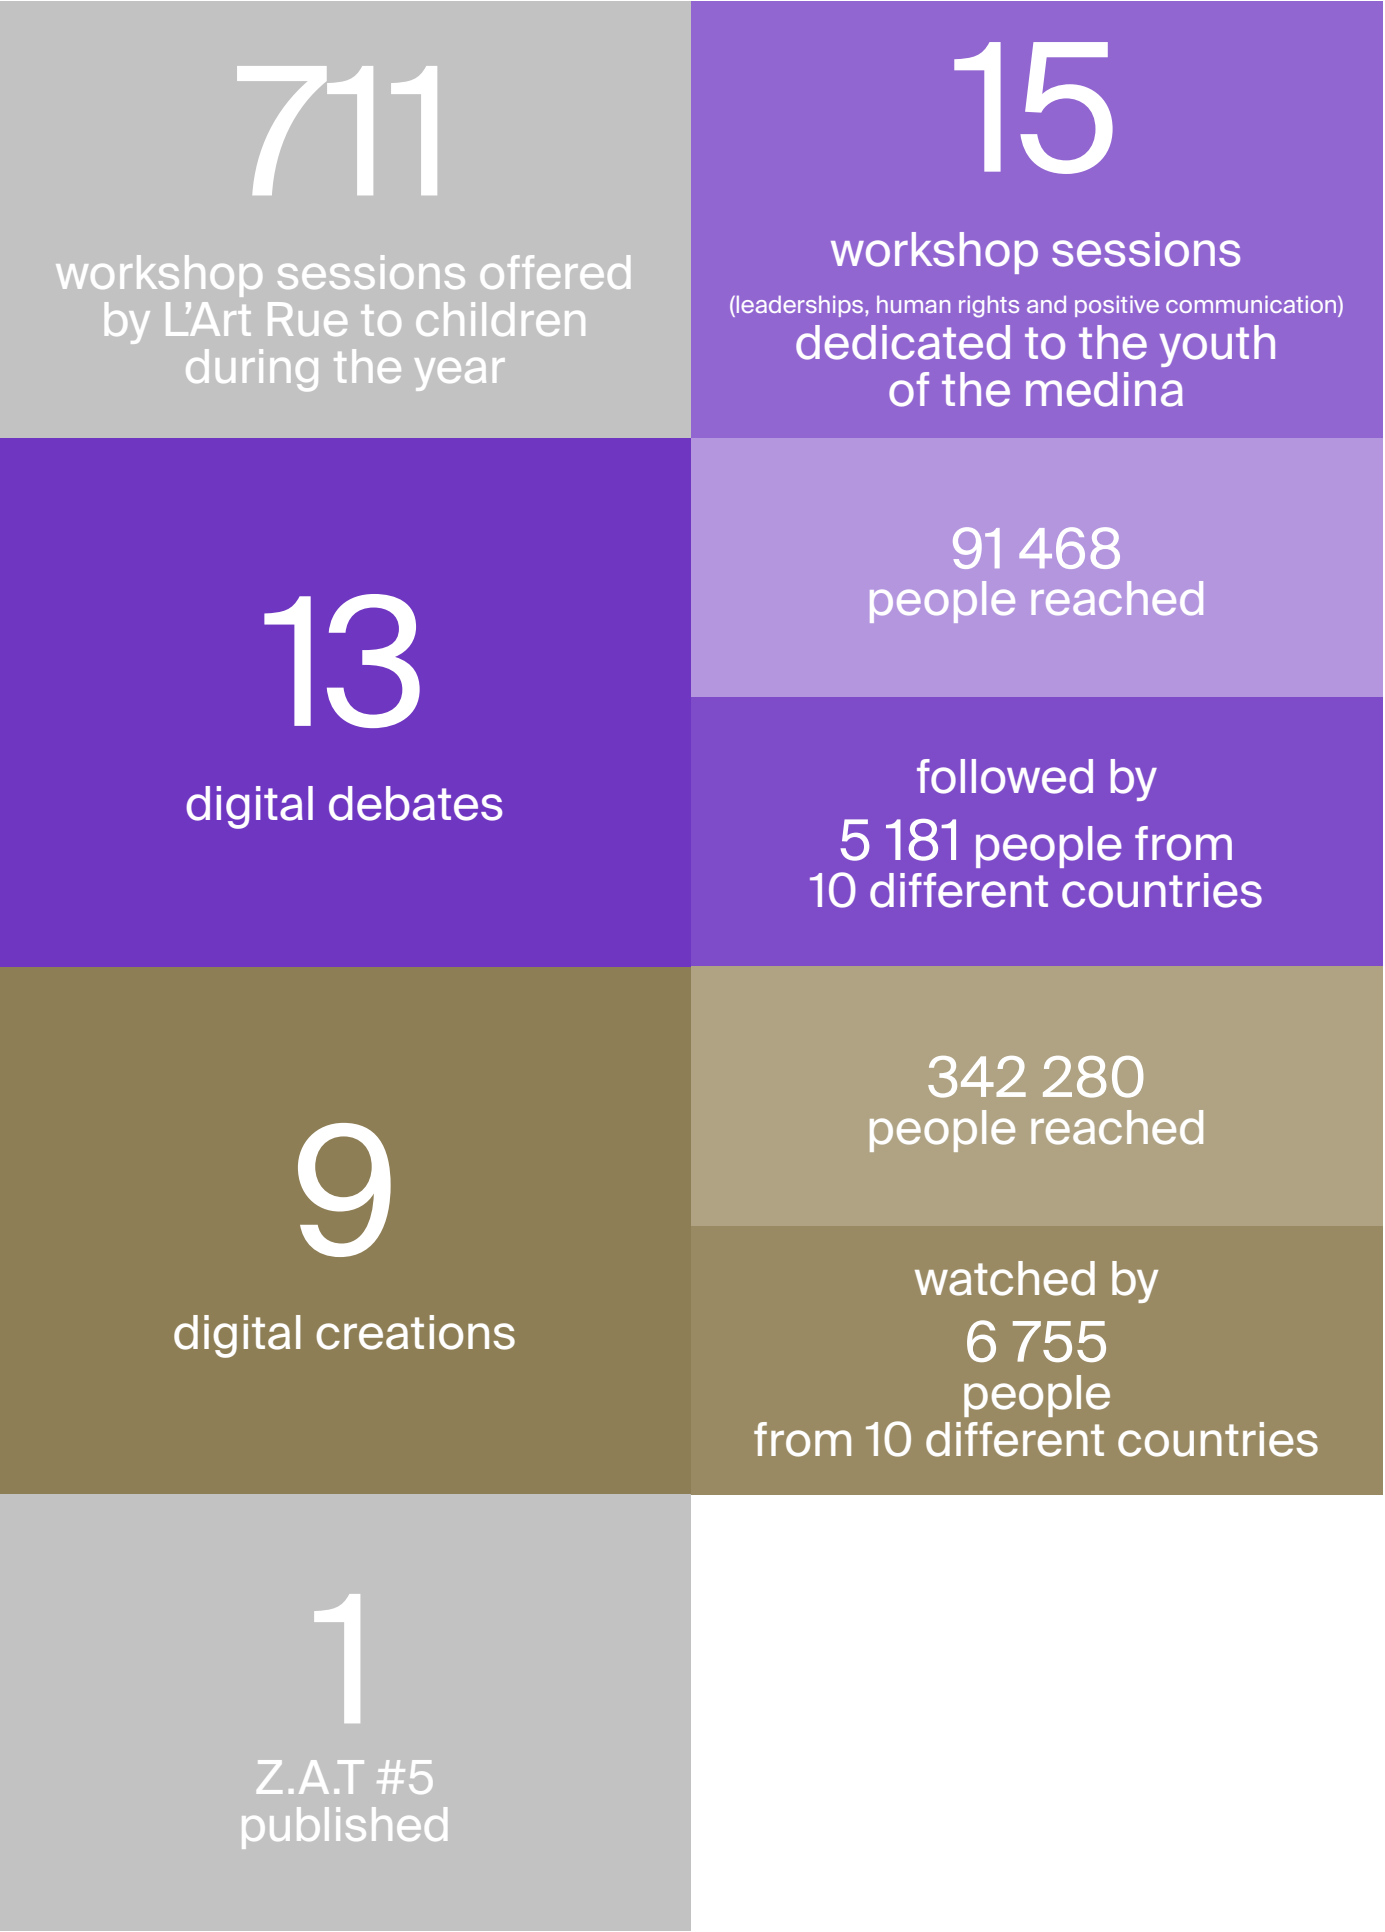 711
workshop sessions offered
by L'Art Rue to children
during the year
15
workshop sessions
(leaderships, human rights and positive communication)
dedicated to the youth
of the medina
13
digital debates
91 468
people reached
followed by
5 181 people from
10 different countries
9
digital creations
342 280
people reached
watched by
6 755
people
from 10 different countries
1
Z.A.T #5
published